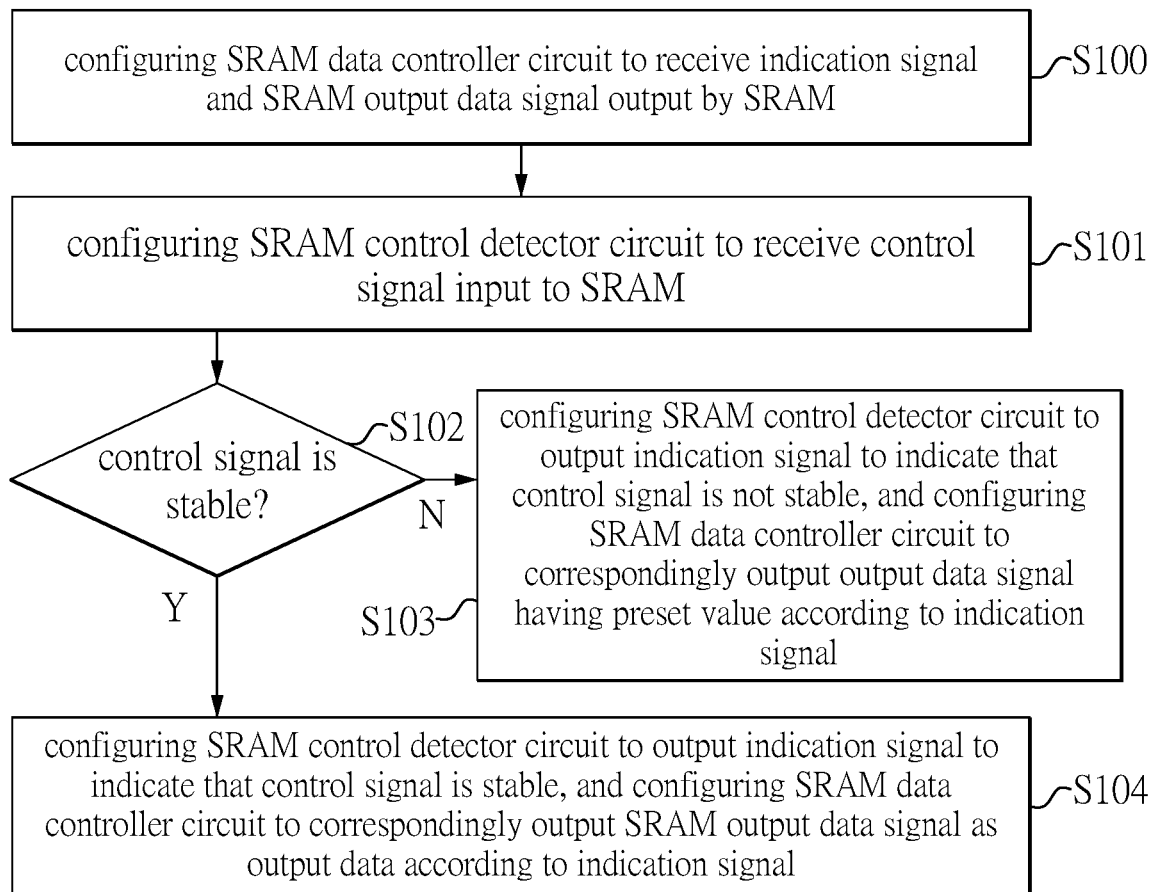 configuring SRAM data controller circuit to receive indication signal
and SRAM output data signal output by SRAM
S100
configuring SRAM control detector circuit to receive control
signal input to SRAM
S101
control signal is
stable?
S102
N
Y
configuring SRAM control detector circuit to
output indication signal to indicate that
control signal is not stable, and configuring
SRAM data controller circuit to
correspondingly output output data signal
having preset value according to indication
signal
S103
configuring SRAM control detector circuit to output indication signal to
indicate that control signal is stable, and configuring SRAM data
controller circuit to correspondingly output SRAM output data signal as
output data according to indication signal
S104